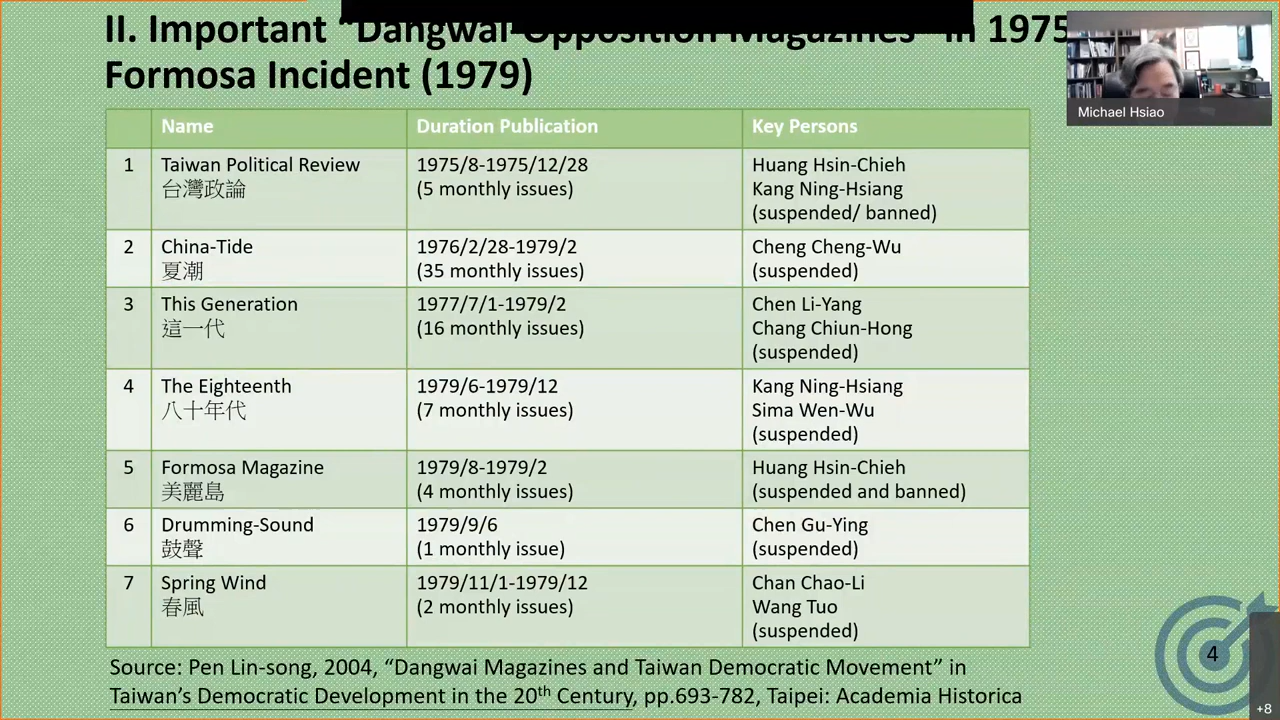 II. Important “Dangwai Opposition Magazines” in 1975
Formosa Incident (1979)
Michael Hsiao
Name Duration Publication Key Persons
1 Taiwan Political Review 1975/8-1975/12/28 Huang Hsin-Chieh
台灣政論 (5 monthly issues) Kang Ning-Hsiang
(suspended/ banned)
2 China-Tide 1976/2/28-1979/2 Cheng Cheng-Wu
夏潮 (35 monthly issues) (suspended)
3 This Generation 1977/7/1-1979/2 Chen Li-Yang
這一代 (16 monthly issues) Chang Chiun-Hong
(suspended)
4 The Eighteenth 1979/6-1979/12 Kang Ning-Hsiang
八十年代 (7 monthly issues) Sima Wen-Wu
(suspended)
5 Formosa Magazine 1979/8-1979/2 Huang Hsin-Chieh
美麗島 (4 monthly issues) (suspended and banned)
6 Drumming-Sound 1979/9/6 Chen Gu-Ying
鼓聲 (1 monthly issue) (suspended)
7 Spring Wind 1979/11/1-1979/12 Chan Chao-Li
春風 (2 monthly issues) Wang Tuo
(suspended)
Source: Pen Lin-song, 2004, “Dangwai Magazines and Taiwan Democratic Movement” in
Taiwan’s Democratic Development in the 20th Century, pp.693-782, Taipei: Academia Historica
4
+8